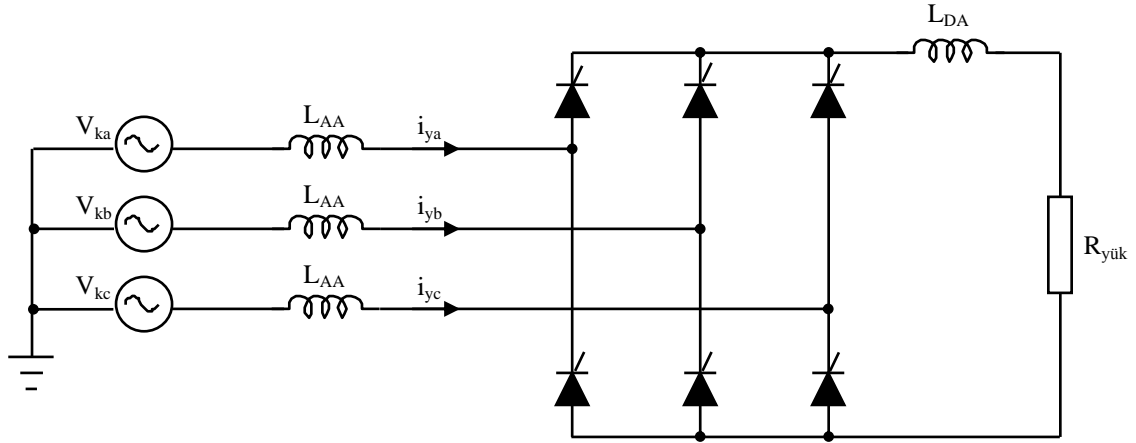 L_DA
L_AA
V_ka
i_ya
L_AA
V_kb
i_yb
R_yük
L_AA
V_kc
i_yc